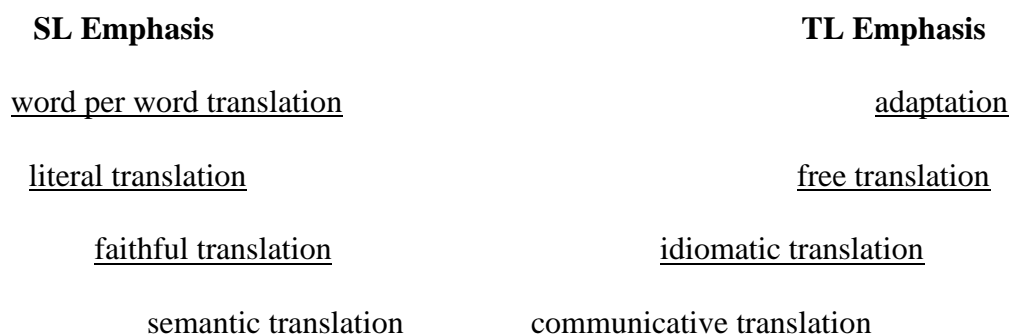 SL Emphasis TL Emphasis
word per word translation adaptation
literal translation free translation
faithful translation idiomatic translation
semantic translation communicative translation